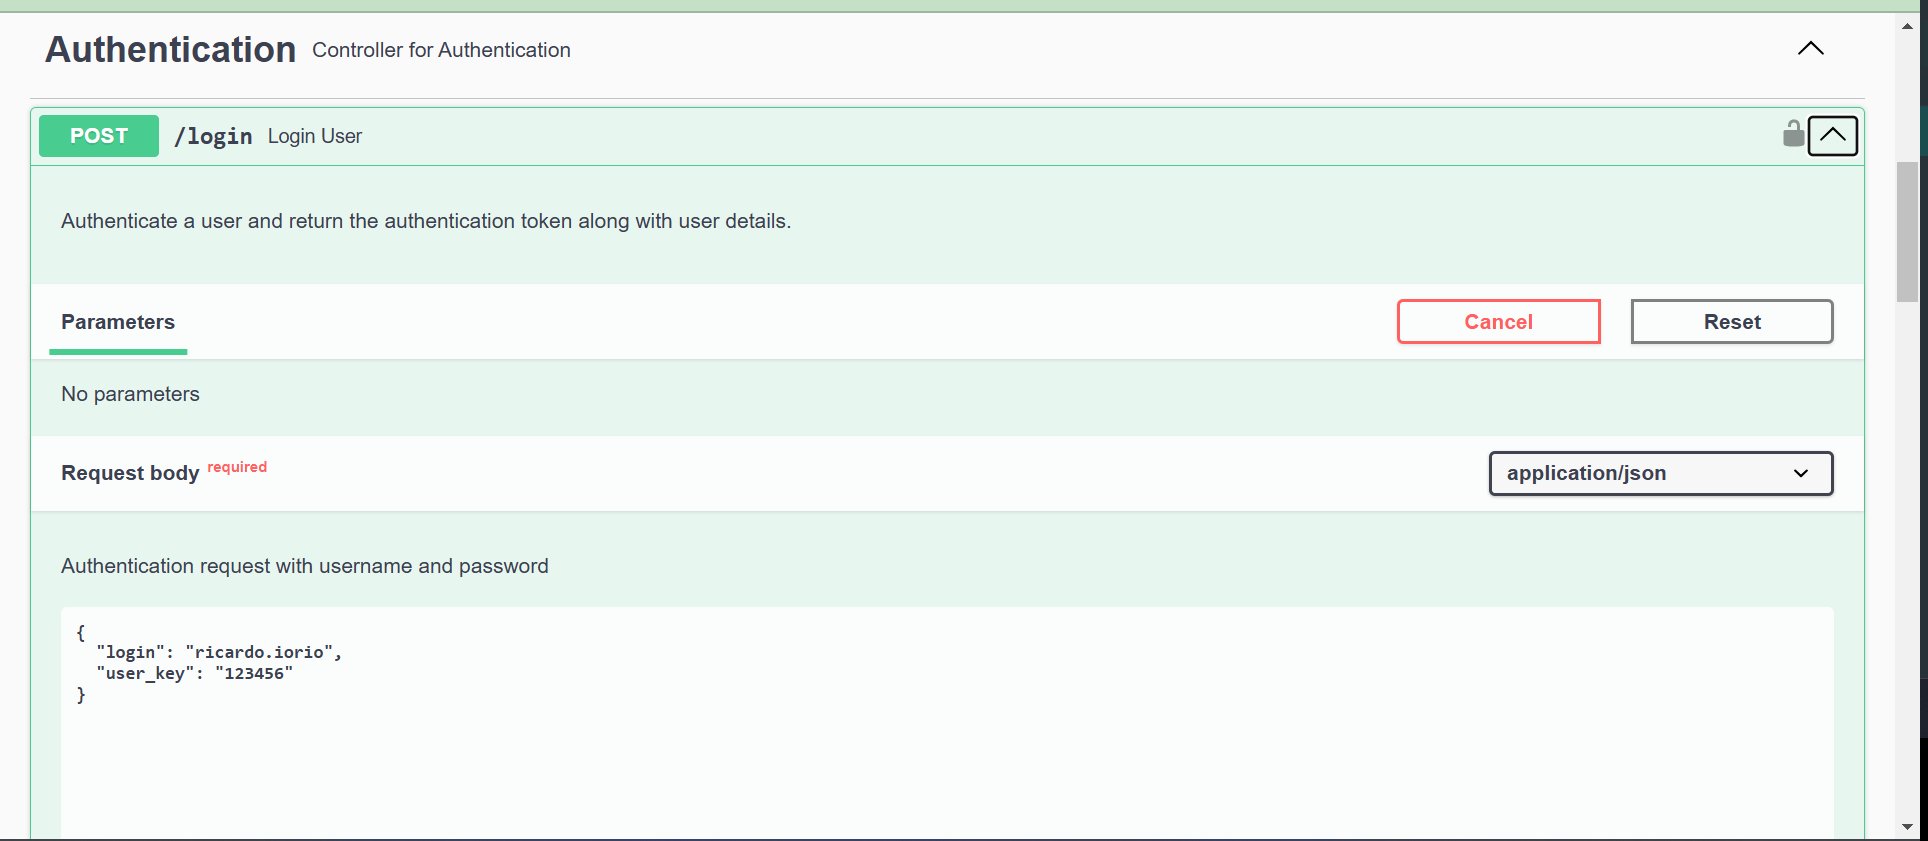 Authentication Controller for Authentication
POST /login Login User
Authenticate a user and return the authentication token along with user details.
Parameters Cancel Reset
No parameters
Request body required application/json
Authentication request with username and password
{
"login": "ricardo.iorio",
"user_key": "123456"
}